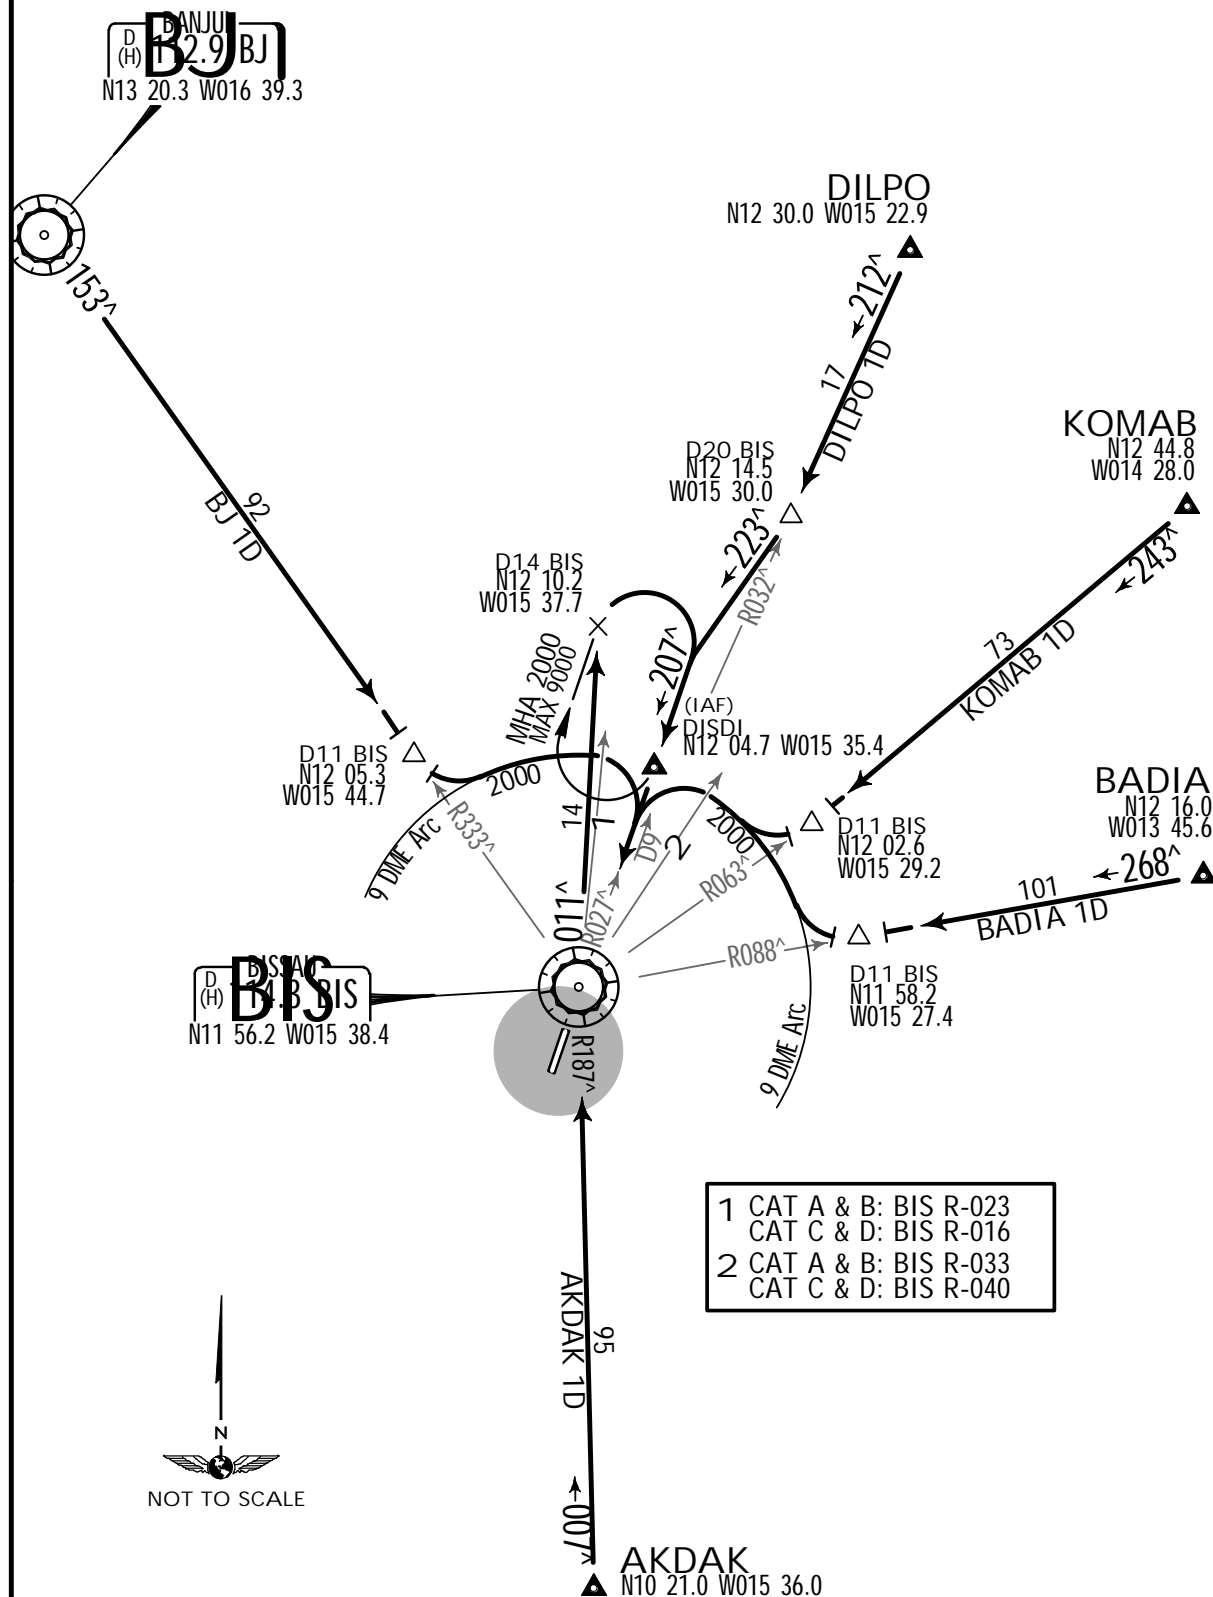 BANJUL
D
(H)
112.9 BJ
BJ
N13 20.3 W016 39.3
153^
92
BJ 1D
DILPO
N12 30.0 W015 22.9
212^
17
DILPO 1D
KOMAB
N12 44.8
W014 28.0
243^
73
KOMAB 1D
D20 BIS
N12 14.5
W015 30.0
223^
R032^
D14 BIS
N12 10.2
W015 37.7
MHA 2000
MAX 9000
207^
(IAF)
DISDI
N12 04.7 W015 35.4
D11 BIS
N12 05.3
W015 44.7
2000
R333^
9 DME Arc
14
1
011^
D9
R027^
2
2000
R063^
D11 BIS
N12 02.6
W015 29.2
BADIA
N12 16.0
W013 45.6
268^
101
BADIA 1D
R088^
D11 BIS
N11 58.2
W015 27.4
9 DME Arc
BISSAU
D
(H)
114.3 BIS
BIS
N11 56.2 W015 38.4
R187^
1 CAT A & B: BIS R-023
CAT C & D: BIS R-016
2 CAT A & B: BIS R-033
CAT C & D: BIS R-040
95
AKDAK 1D
007^
AKDAK
N10 21.0 W015 36.0
N
NOT TO SCALE